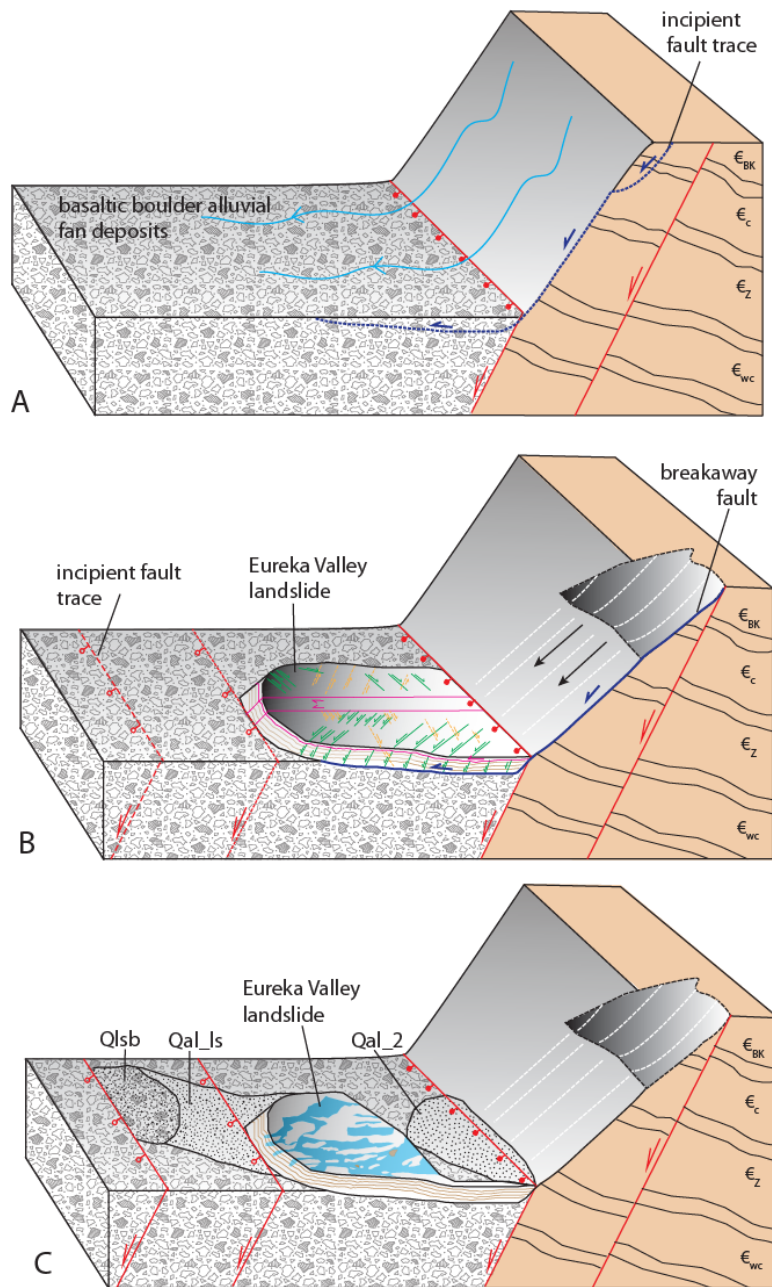 incipient
fault trace
basaltic boulder alluvial
fan deposits
€BK
€c
€Z
€wc
A
breakaway
fault
Eureka Valley
landslide
incipient fault
trace
€BK
€c
€Z
€wc
B
Eureka Valley
landslide
Qlsb
Qal_ls
Qal_2
€BK
€c
€Z
€wc
C